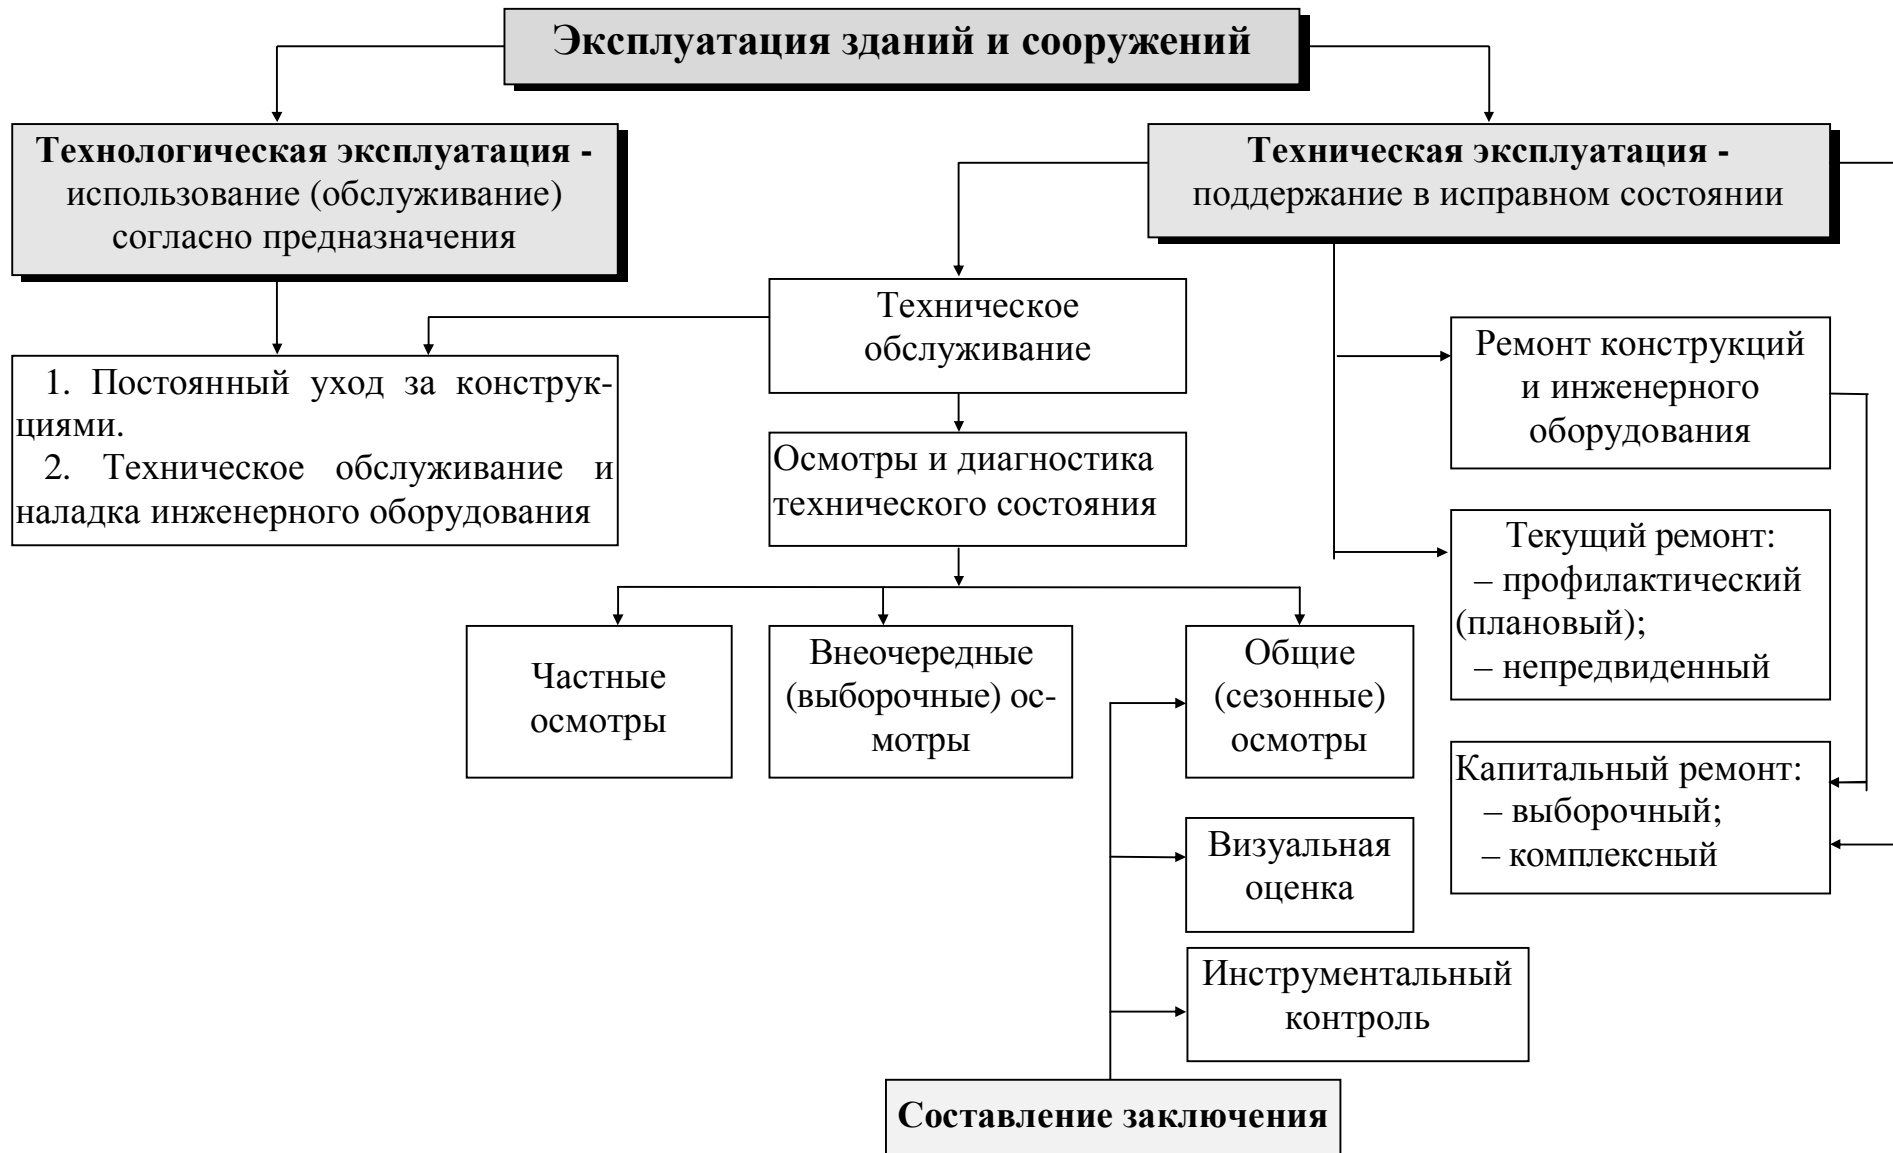 Эксплуатация зданий и сооружений
Технологическая эксплуатация -
использование (обслуживание)
согласно предназначения
Техническая эксплуатация -
поддержание в исправном состоянии
Техническое
обслуживание
1. Постоянный уход за конструк-
циями.
2. Техническое обслуживание и
наладка инженерного оборудования
Ремонт конструкций
и инженерного
оборудования
Осмотры и диагностика
технического состояния
Текущий ремонт:
– профилактический
(плановый);
– непредвиденный
Частные
осмотры
Внеочередные
(выборочные) ос-
мотры
Общие
(сезонные)
осмотры
Капитальный ремонт:
– выборочный;
– комплексный
Визуальная
оценка
Инструментальный
контроль
Составление заключения